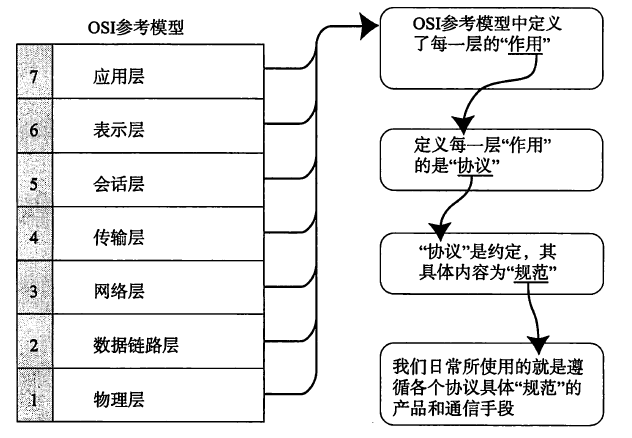 OSI参考模型
7 应用层
6 表示层
5 会话层
4 传输层
3 网络层
2 数据链路层
1 物理层
OSI参考模型中定义
了每一层的“作用”
定义每一层“作用”
的是“协议”
“协议”是约定，其
具体内容为“规范”
我们日常所使用的就是遵
循各个协议具体“规范”的
产品和通信手段